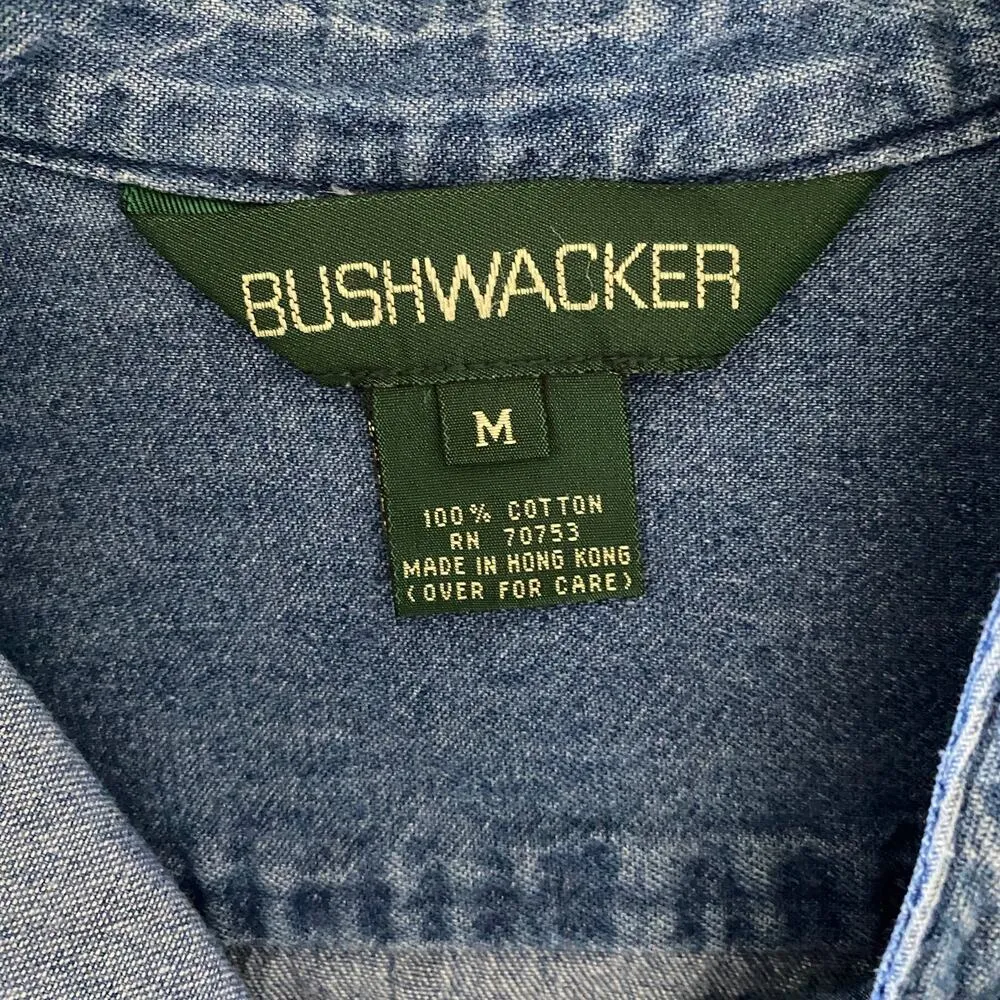 BUSHWACKER
M
100% COTTON
RN 70753
MADE IN HONG KONG
(OVER FOR CARE)